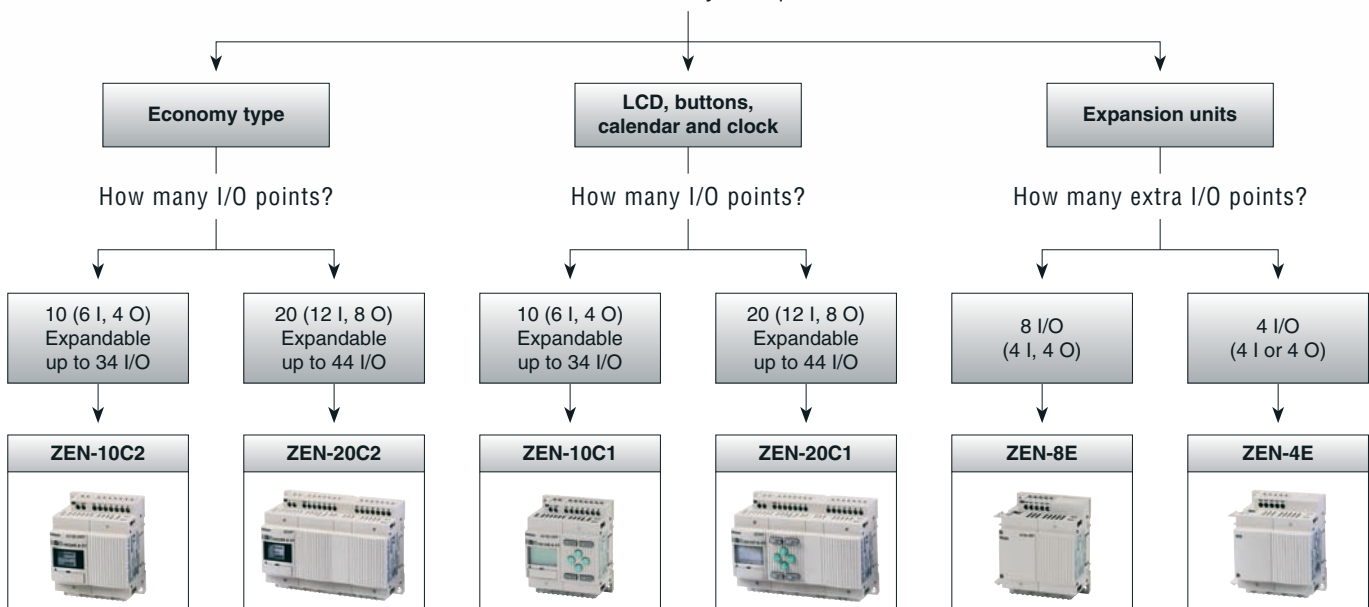 Economy type
LCD, buttons,
calendar and clock
Expansion units
How many I/O points?
How many I/O points?
How many extra I/O points?
10 (6 I, 4 O)
Expandable
up to 34 I/O
20 (12 I, 8 O)
Expandable
up to 44 I/O
10 (6 I, 4 O)
Expandable
up to 34 I/O
20 (12 I, 8 O)
Expandable
up to 44 I/O
8 I/O
(4 I, 4 O)
4 I/O
(4 I or 4 O)
ZEN-10C2
ZEN-20C2
ZEN-10C1
ZEN-20C1
ZEN-8E
ZEN-4E